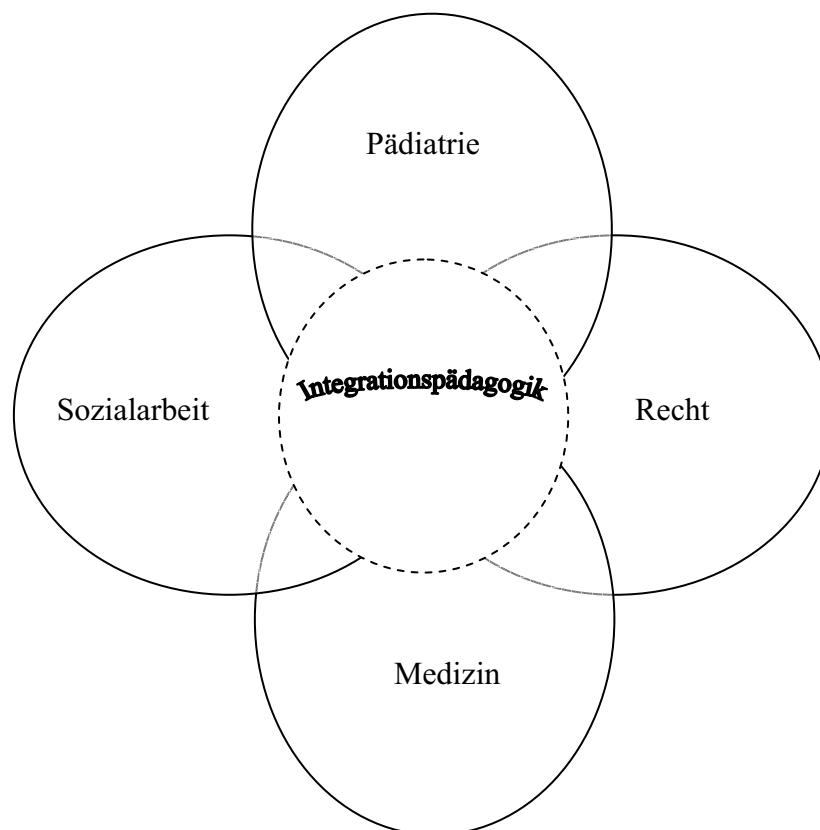 Pädiatrie
Integrationspädagogik
Sozialarbeit
Recht
Medizin